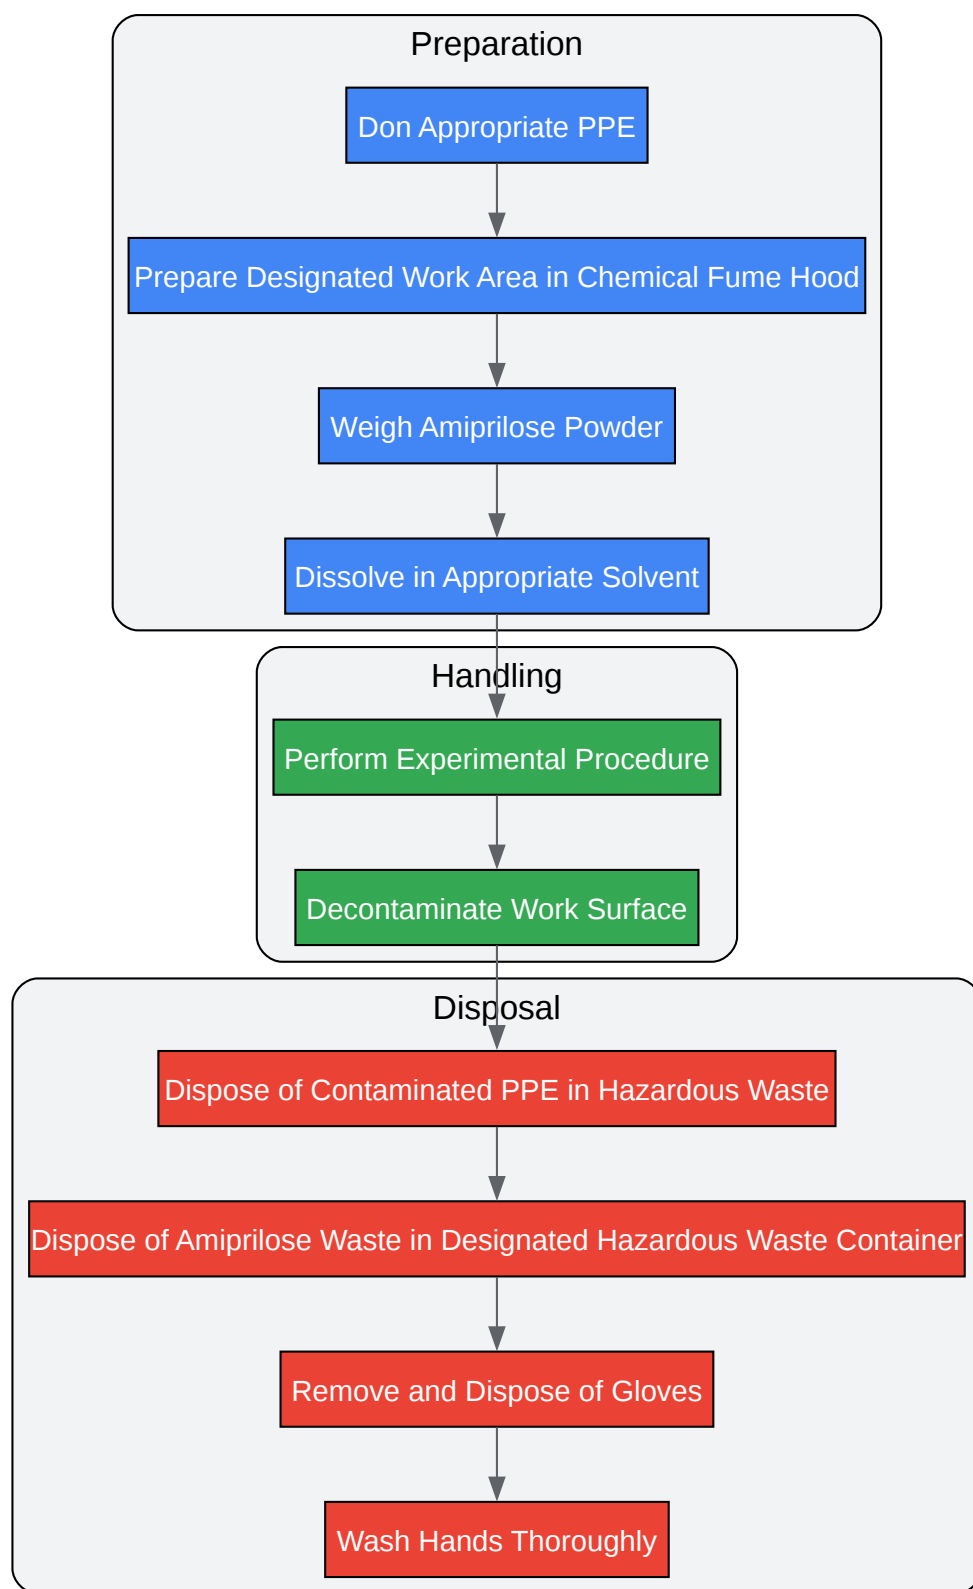 Preparation
Don Appropriate PPE
Prepare Designated Work Area in Chemical Fume Hood
Weigh Amiprilose Powder
Dissolve in Appropriate Solvent
Handling
Perform Experimental Procedure
Decontaminate Work Surface
Disposal
Dispose of Contaminated PPE in Hazardous Waste
Dispose of Amiprilose Waste in Designated Hazardous Waste Container
Remove and Dispose of Gloves
Wash Hands Thoroughly